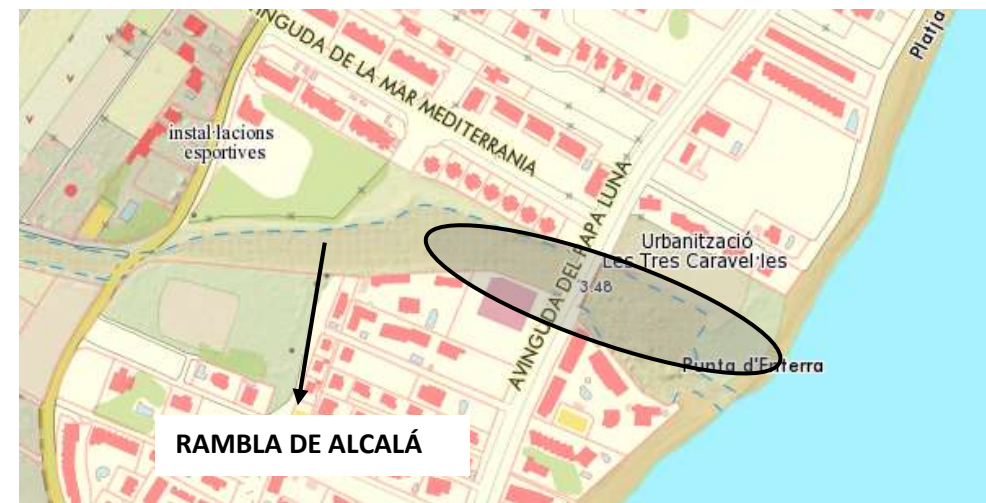 AVINGUDA DE LA MAR MEDITERRANIA
Platja
instal·lacions
esportives
AVINGUDA DEL PAPA LUNA
Urbanització
Les Tres Caravel·les
3.48
Punta d'Enterra
RAMBLA DE ALCALÁ